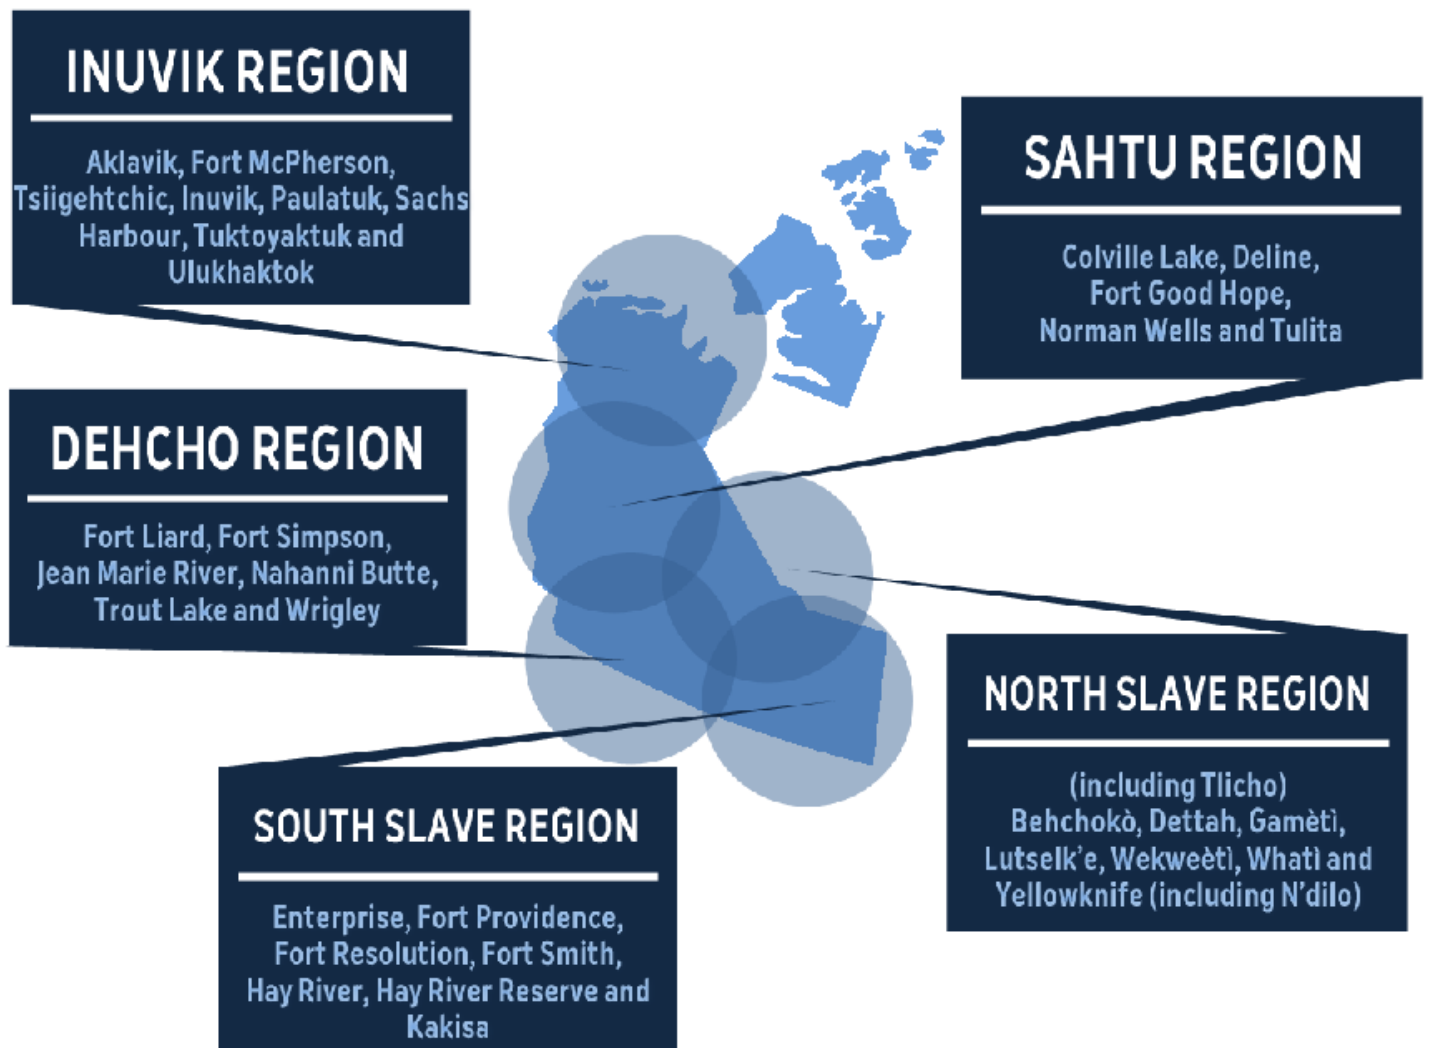 INUVIK REGION
Aklavik, Fort McPherson,
Tsiigehtchic, Inuvik, Paulatuk, Sachs
Harbour, Tuktoyaktuk and
Ulukhaktok
SAHTU REGION
Colville Lake, Deline,
Fort Good Hope,
Norman Wells and Tulita
DEHCHO REGION
Fort Liard, Fort Simpson,
Jean Marie River, Nahanni Butte,
Trout Lake and Wrigley
NORTH SLAVE REGION
(including Tlicho)
Behchokò, Dettah, Gamètì,
Lutselk'e, Wekweètì, Whatì and
Yellowknife (including N'dilo)
SOUTH SLAVE REGION
Enterprise, Fort Providence,
Fort Resolution, Fort Smith,
Hay River, Hay River Reserve and
Kakisa